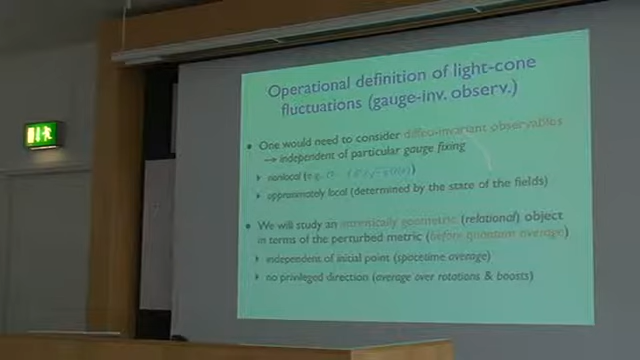 Operational definition of light-cone
fluctuations (gauge-inv. observ.)
One would need to consider diffeo-invariant observables
→ independent of particular gauge fixing
nonlocal (e.g.
approximately local (determined by the state of the fields)
We will study an intrinsically geometric (relational) object
in terms of the perturbed metric (before quantum average)
independent of initial point (spacetime average)
no privileged direction (average over rotations & boosts)